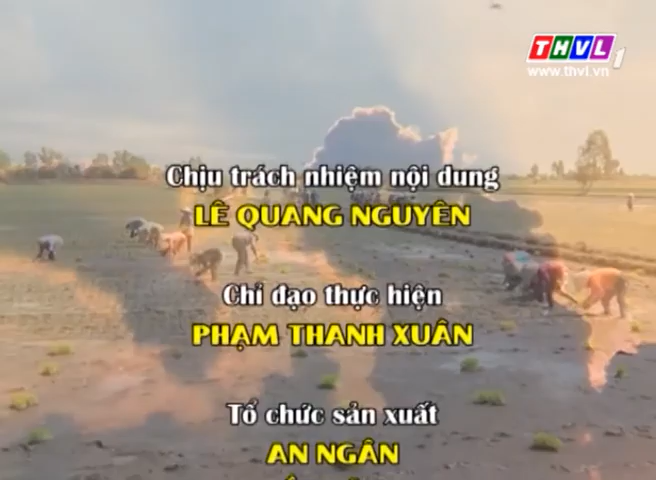 THVL1
www.thvl.vn
Chịu trách nhiệm nội dung
LÊ QUANG NGUYÊN
Chỉ đạo thực hiện
PHẠM THANH XUÂN
Tổ chức sản xuất
AN NGÂN